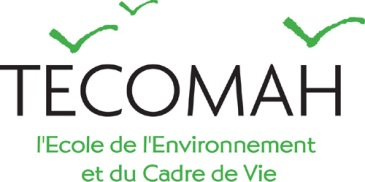 TECOMAH
l'Ecole de l'Environnement
et du Cadre de Vie